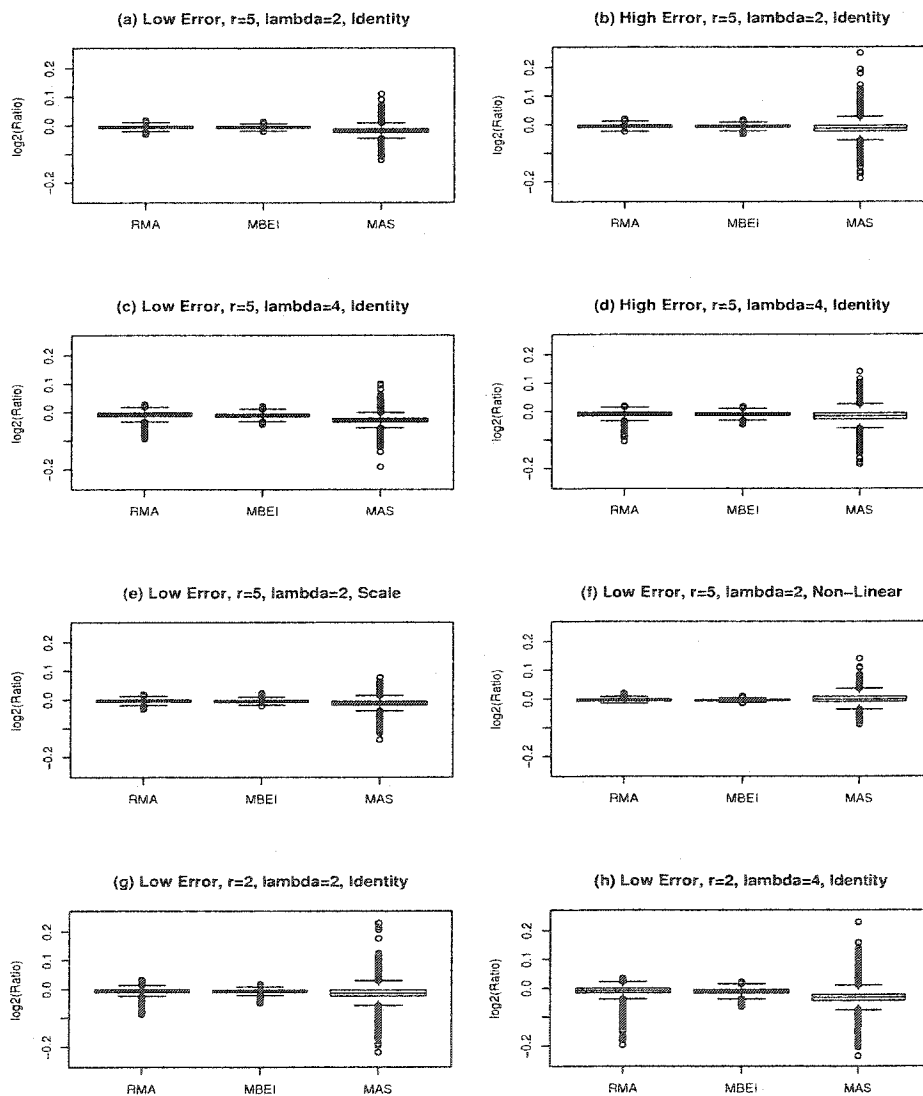 (a) Low Error, r=5, lambda=2, Identity
log2(Ratio)
0.2
0.1
0.0
−0.2
RMA MBEI MAS
(b) High Error, r=5, lambda=2, Identity
log2(Ratio)
0.2
0.1
0.0
−0.2
RMA MBEI MAS
(c) Low Error, r=5, lambda=4, Identity
log2(Ratio)
0.2
0.1
0.0
−0.2
RMA MBEI MAS
(d) High Error, r=5, lambda=4, Identity
log2(Ratio)
0.2
0.1
0.0
−0.2
RMA MBEI MAS
(e) Low Error, r=5, lambda=2, Scale
log2(Ratio)
0.2
0.1
0.0
−0.2
RMA MBEI MAS
(f) Low Error, r=5, lambda=2, Non−Linear
log2(Ratio)
0.2
0.1
0.0
−0.2
RMA MBEI MAS
(g) Low Error, r=2, lambda=2, Identity
log2(Ratio)
0.2
0.1
0.0
−0.2
RMA MBEI MAS
(h) Low Error, r=2, lambda=4, Identity
log2(Ratio)
0.2
0.1
0.0
−0.2
RMA MBEI MAS